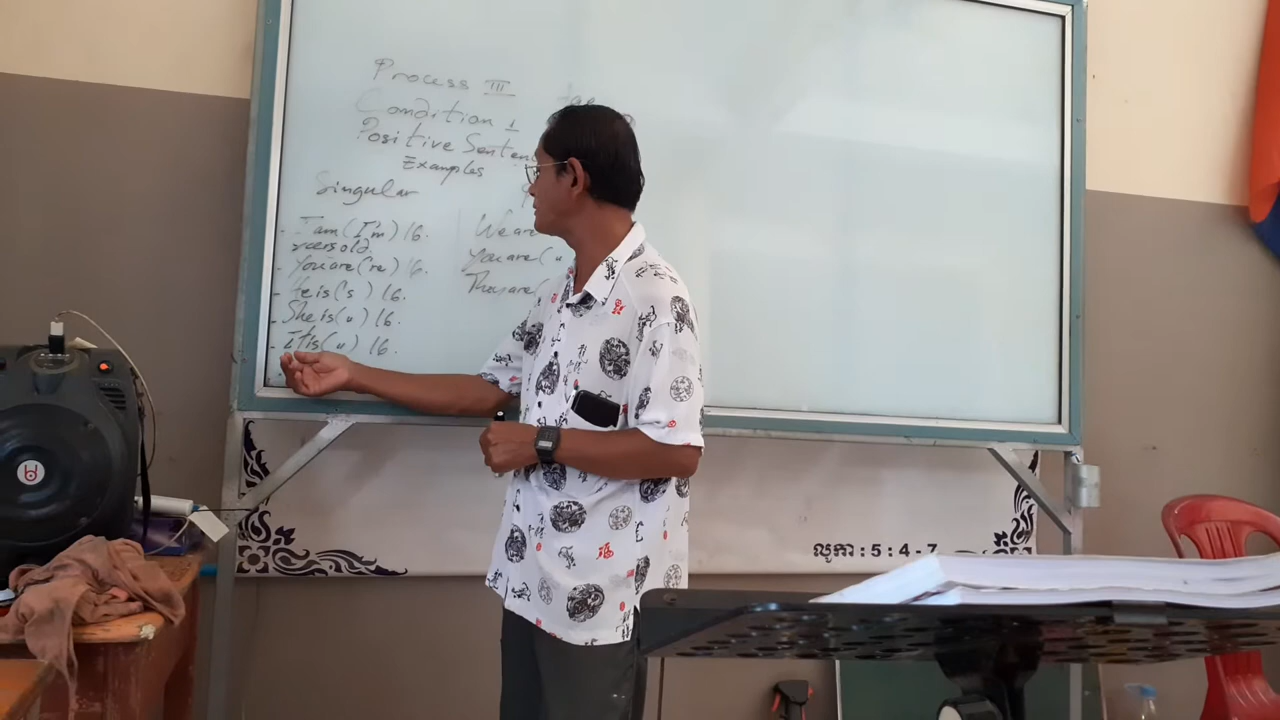 Process III
Condition 1
Positive Senten
Examples
Singular
- I am (I'm) 16.
years old.
- You are ('re) 16.
- He is ('s) 16.
- She is (") 16.
- It is (") 16.
We are
You are ("
They are (
លូកា : 5 : 4 - 7